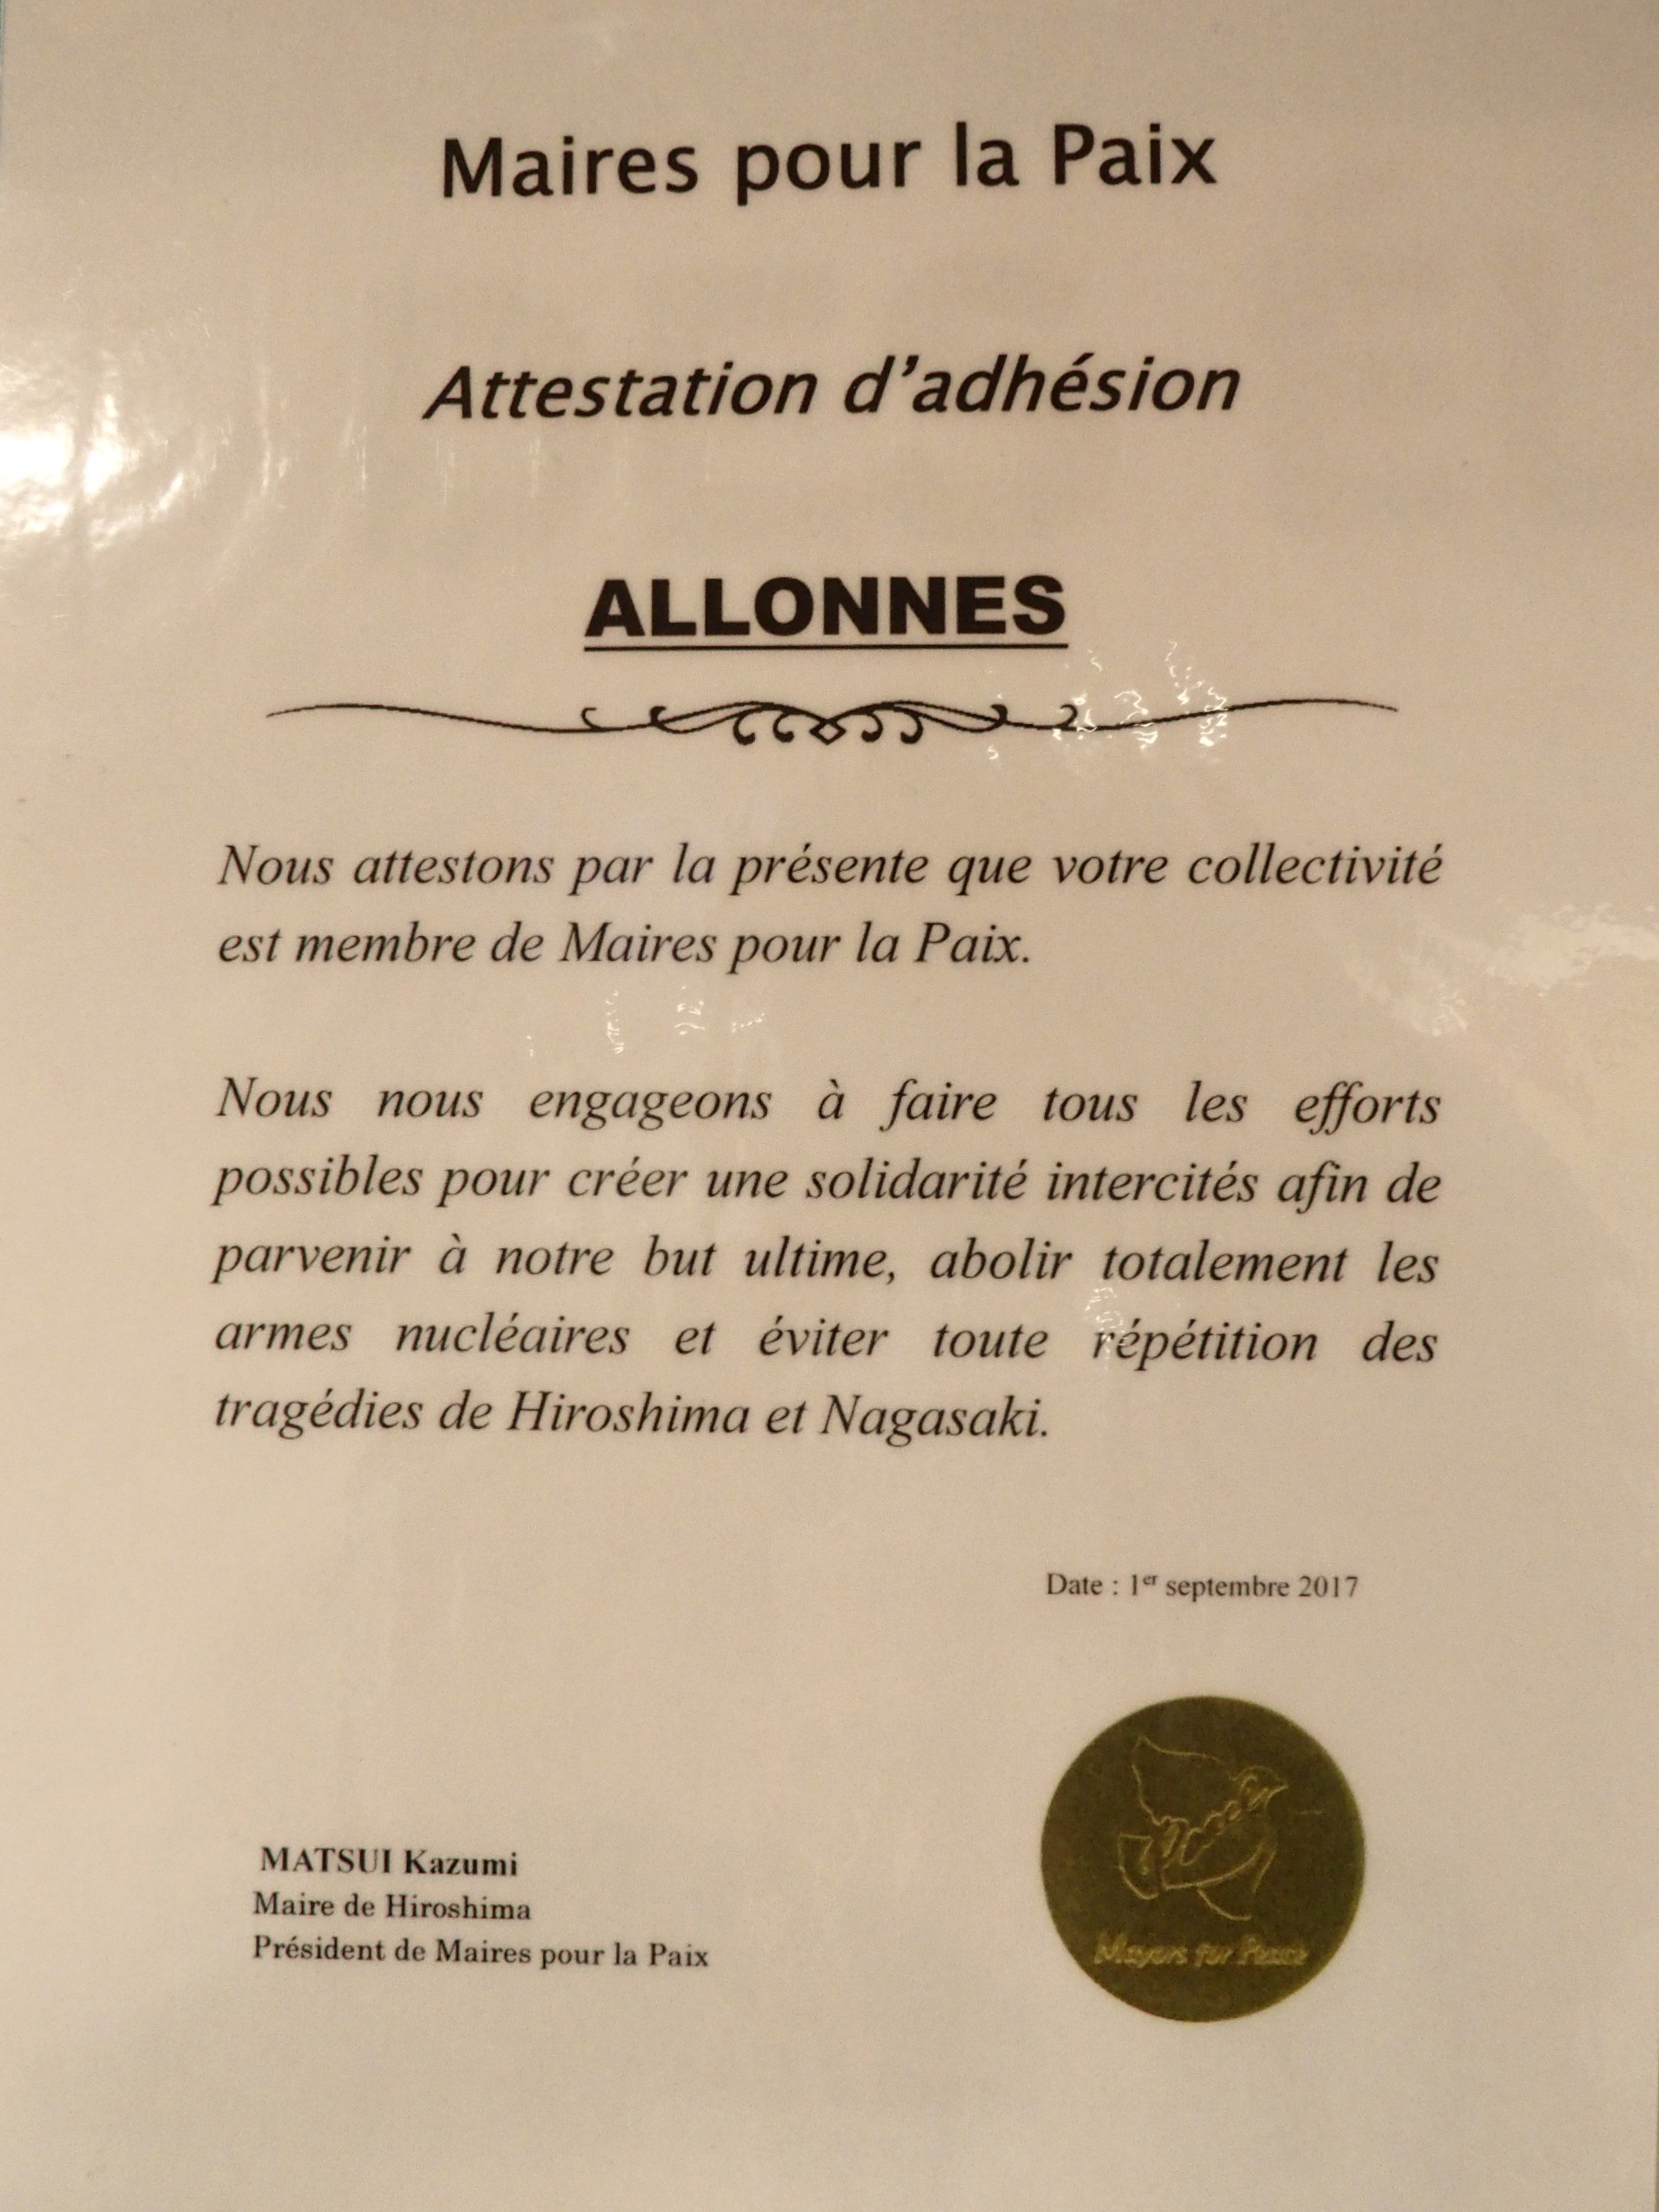 Maires pour la Paix
Attestation d’adhésion
ALLONNES
Nous attestons par la présente que votre collectivité
est membre de Maires pour la Paix.
Nous nous engageons à faire tous les efforts
possibles pour créer une solidarité intercités afin de
parvenir à notre but ultime, abolir totalement les
armes nucléaires et éviter toute répétition des
tragédies de Hiroshima et Nagasaki.
Date : 1er septembre 2017
MATSUI Kazumi
Maire de Hiroshima
Président de Maires pour la Paix
Mayors for Peace